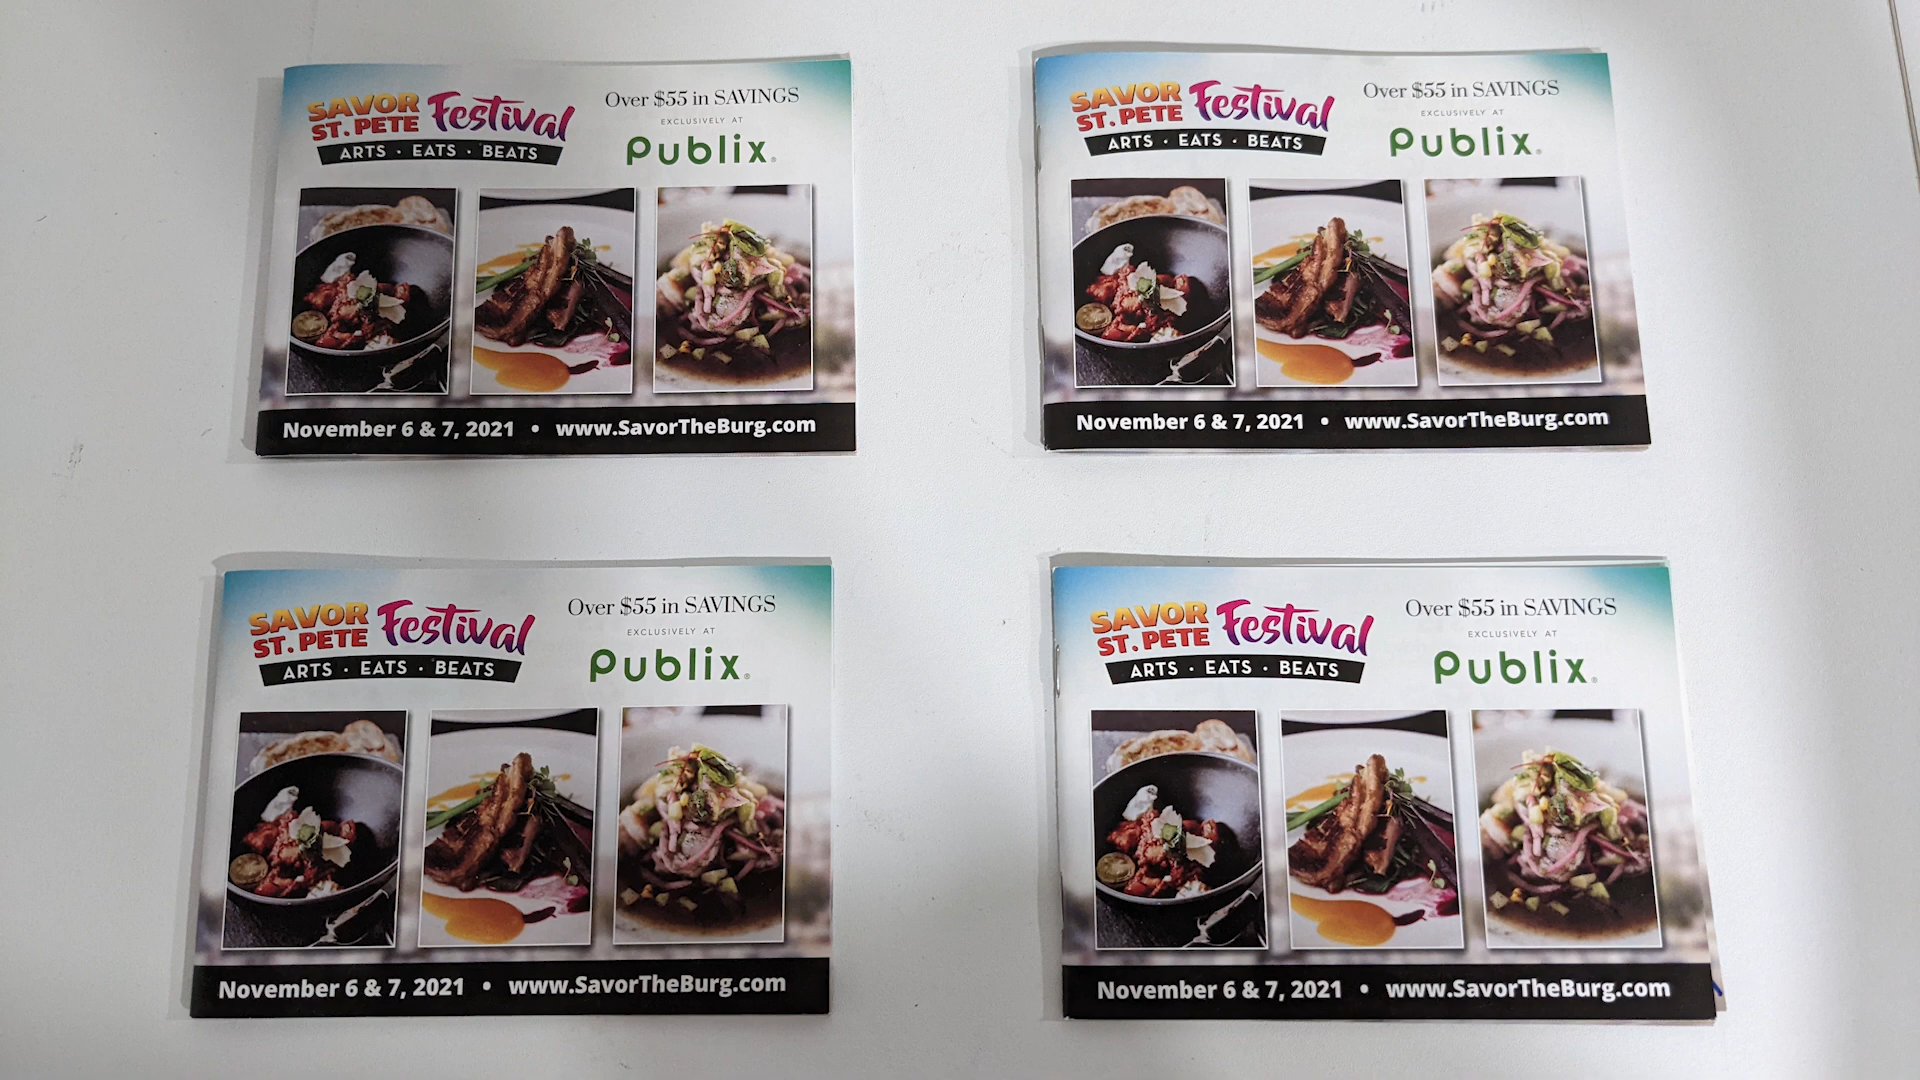 SAVOR
ST. PETE Festival
ARTS · EATS · BEATS
Over $55 in SAVINGS
EXCLUSIVELY AT
Publix®
November 6 & 7, 2021 • www.SavorTheBurg.com
SAVOR
ST. PETE Festival
ARTS · EATS · BEATS
Over $55 in SAVINGS
EXCLUSIVELY AT
Publix®
November 6 & 7, 2021 • www.SavorTheBurg.com
SAVOR
ST. PETE Festival
ARTS · EATS · BEATS
Over $55 in SAVINGS
EXCLUSIVELY AT
Publix®
November 6 & 7, 2021 • www.SavorTheBurg.com
SAVOR
ST. PETE Festival
ARTS · EATS · BEATS
Over $55 in SAVINGS
EXCLUSIVELY AT
Publix®
November 6 & 7, 2021 • www.SavorTheBurg.com